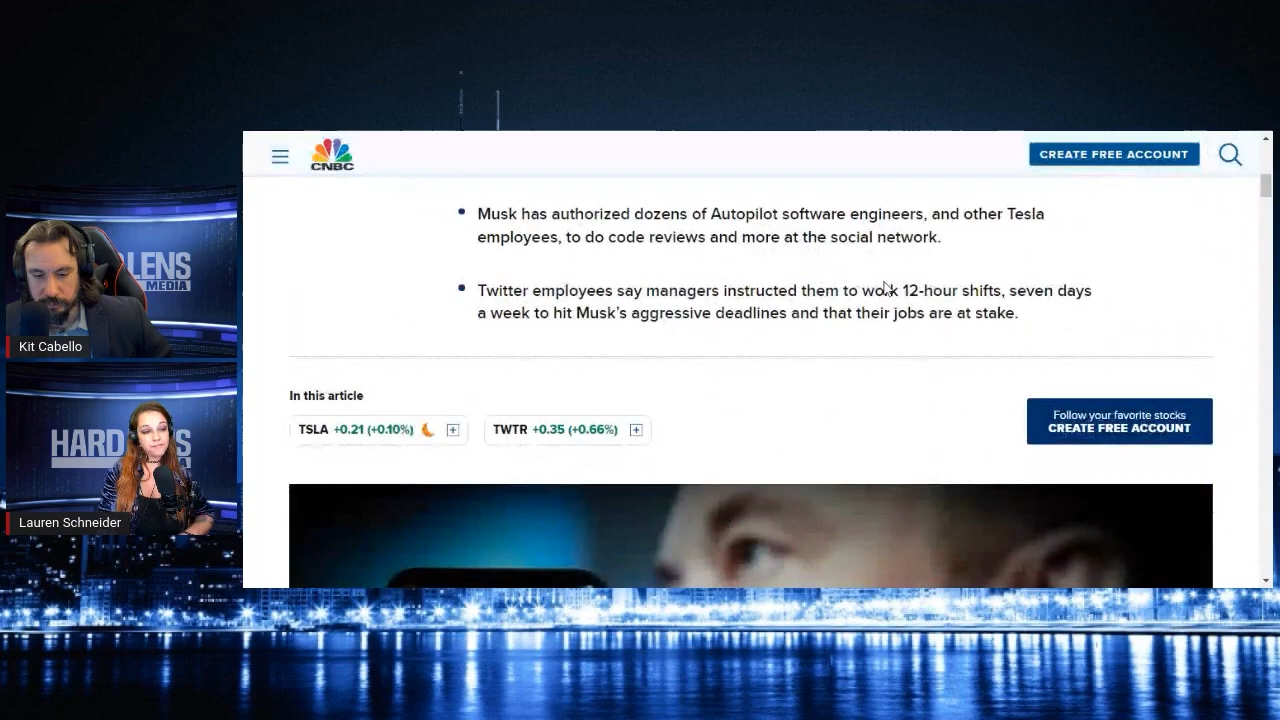 CNBC
CREATE FREE ACCOUNT
Musk has authorized dozens of Autopilot software engineers, and other Tesla
employees, to do code reviews and more at the social network.
Twitter employees say managers instructed them to work 12-hour shifts, seven days
a week to hit Musk's aggressive deadlines and that their jobs are at stake.
In this article
TSLA +0.21 (+0.10%)
TWTR +0.35 (+0.66%)
Follow your favorite stocks
CREATE FREE ACCOUNT
LENS
MEDIA
Kit Cabello
HARD
Lauren Schneider